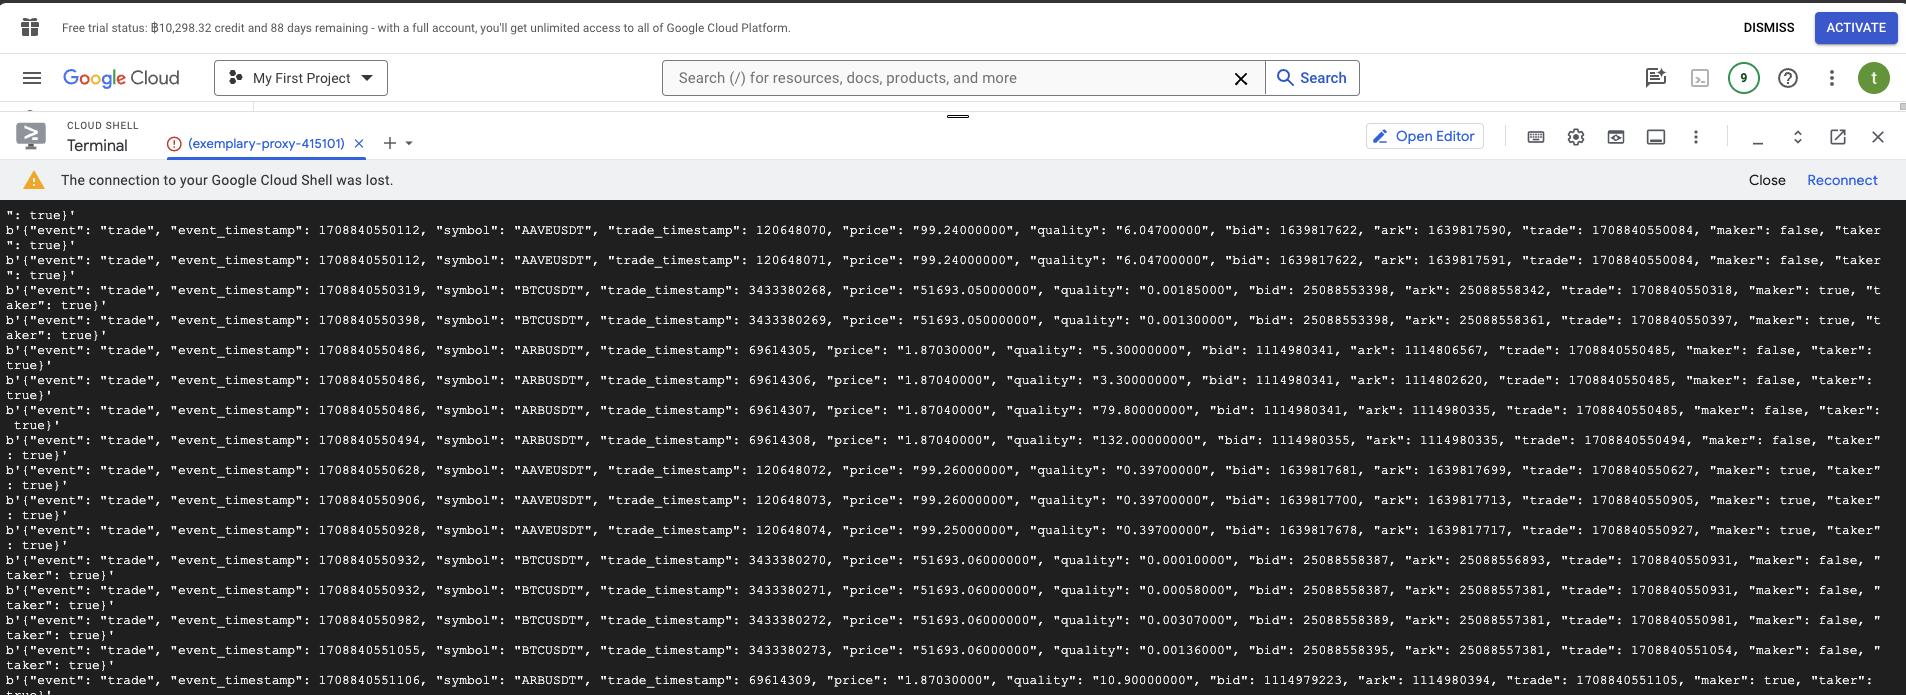 Free trial status: ฿10,298.32 credit and 88 days remaining - with a full account, you'll get unlimited access to all of Google Cloud Platform.
DISMISS
ACTIVATE
Google Cloud
My First Project
Search (/) for resources, docs, products, and more
Search
9
t
CLOUD SHELL
Terminal
(exemplary-proxy-415101)
Open Editor
The connection to your Google Cloud Shell was lost.
Close
Reconnect
": true}'
b'{"event": "trade", "event_timestamp": 1708840550112, "symbol": "AAVEUSDT", "trade_timestamp": 120648070, "price": "99.24000000", "quality": "6.04700000", "bid": 1639817622, "ark": 1639817590, "trade": 1708840550084, "maker": false, "taker
": true}'
b'{"event": "trade", "event_timestamp": 1708840550112, "symbol": "AAVEUSDT", "trade_timestamp": 120648071, "price": "99.24000000", "quality": "6.04700000", "bid": 1639817622, "ark": 1639817591, "trade": 1708840550084, "maker": false, "taker
": true}'
b'{"event": "trade", "event_timestamp": 1708840550319, "symbol": "BTCUSDT", "trade_timestamp": 3433380268, "price": "51693.05000000", "quality": "0.00185000", "bid": 25088553398, "ark": 25088558342, "trade": 1708840550318, "maker": true, "t
aker": true}'
b'{"event": "trade", "event_timestamp": 1708840550398, "symbol": "BTCUSDT", "trade_timestamp": 3433380269, "price": "51693.05000000", "quality": "0.00130000", "bid": 25088553398, "ark": 25088558361, "trade": 1708840550397, "maker": true, "t
aker": true}'
b'{"event": "trade", "event_timestamp": 1708840550486, "symbol": "ARBUSDT", "trade_timestamp": 69614305, "price": "1.87030000", "quality": "5.30000000", "bid": 1114980341, "ark": 1114806567, "trade": 1708840550485, "maker": false, "taker":
true}'
b'{"event": "trade", "event_timestamp": 1708840550486, "symbol": "ARBUSDT", "trade_timestamp": 69614306, "price": "1.87040000", "quality": "3.30000000", "bid": 1114980341, "ark": 1114802620, "trade": 1708840550485, "maker": false, "taker":
true}'
b'{"event": "trade", "event_timestamp": 1708840550486, "symbol": "ARBUSDT", "trade_timestamp": 69614307, "price": "1.87040000", "quality": "79.80000000", "bid": 1114980341, "ark": 1114980335, "trade": 1708840550485, "maker": false, "taker":
true}'
b'{"event": "trade", "event_timestamp": 1708840550494, "symbol": "ARBUSDT", "trade_timestamp": 69614308, "price": "1.87040000", "quality": "132.00000000", "bid": 1114980355, "ark": 1114980335, "trade": 1708840550494, "maker": false, "taker"
: true}'
b'{"event": "trade", "event_timestamp": 1708840550628, "symbol": "AAVEUSDT", "trade_timestamp": 120648072, "price": "99.26000000", "quality": "0.39700000", "bid": 1639817681, "ark": 1639817699, "trade": 1708840550627, "maker": true, "taker"
: true}'
b'{"event": "trade", "event_timestamp": 1708840550906, "symbol": "AAVEUSDT", "trade_timestamp": 120648073, "price": "99.26000000", "quality": "0.39700000", "bid": 1639817700, "ark": 1639817713, "trade": 1708840550905, "maker": true, "taker"
: true}'
b'{"event": "trade", "event_timestamp": 1708840550928, "symbol": "AAVEUSDT", "trade_timestamp": 120648074, "price": "99.25000000", "quality": "0.39700000", "bid": 1639817678, "ark": 1639817717, "trade": 1708840550927, "maker": true, "taker"
: true}'
b'{"event": "trade", "event_timestamp": 1708840550932, "symbol": "BTCUSDT", "trade_timestamp": 3433380270, "price": "51693.06000000", "quality": "0.00010000", "bid": 25088558387, "ark": 25088556893, "trade": 1708840550931, "maker": false, "
taker": true}'
b'{"event": "trade", "event_timestamp": 1708840550932, "symbol": "BTCUSDT", "trade_timestamp": 3433380271, "price": "51693.06000000", "quality": "0.00058000", "bid": 25088558387, "ark": 25088557381, "trade": 1708840550931, "maker": false, "
taker": true}'
b'{"event": "trade", "event_timestamp": 1708840550982, "symbol": "BTCUSDT", "trade_timestamp": 3433380272, "price": "51693.06000000", "quality": "0.00307000", "bid": 25088558389, "ark": 25088557381, "trade": 1708840550981, "maker": false, "
taker": true}'
b'{"event": "trade", "event_timestamp": 1708840551055, "symbol": "BTCUSDT", "trade_timestamp": 3433380273, "price": "51693.06000000", "quality": "0.00136000", "bid": 25088558395, "ark": 25088557381, "trade": 1708840551054, "maker": false, "
taker": true}'
b'{"event": "trade", "event_timestamp": 1708840551106, "symbol": "ARBUSDT", "trade_timestamp": 69614309, "price": "1.87030000", "quality": "10.90000000", "bid": 1114979223, "ark": 1114980394, "trade": 1708840551105, "maker": true, "taker":
true}'